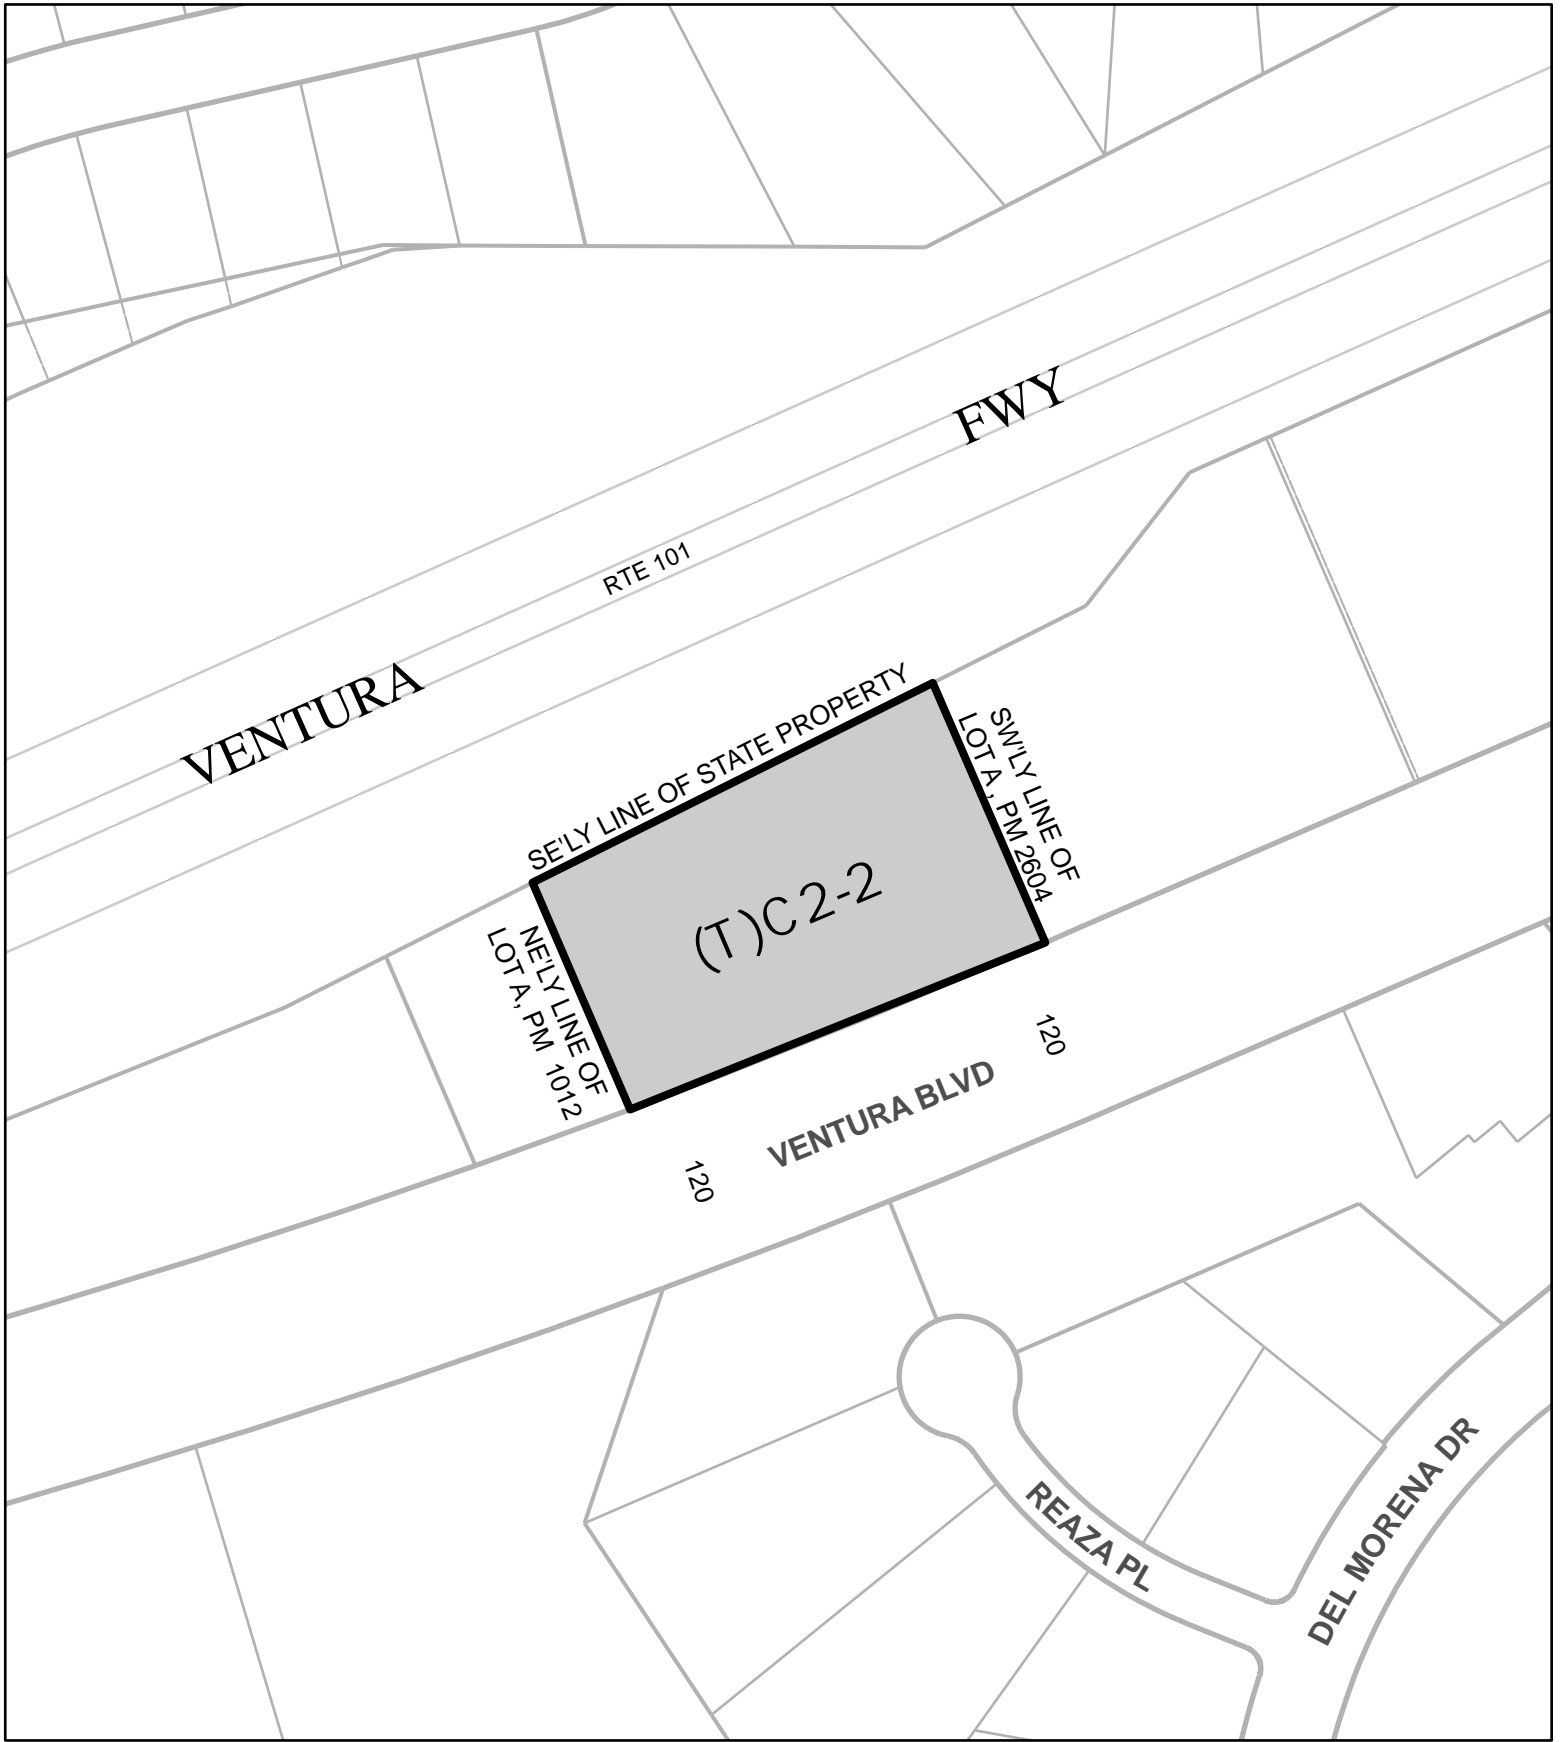 FWY
RTE 101
VENTURA
SE'LY LINE OF STATE PROPERTY
SW'LY LINE OF
LOT A, PM 2604
(T)C2-2
NE'LY LINE OF
LOT A, PM 1012
120
VENTURA BLVD
120
REAZA PL
DEL MORENA DR